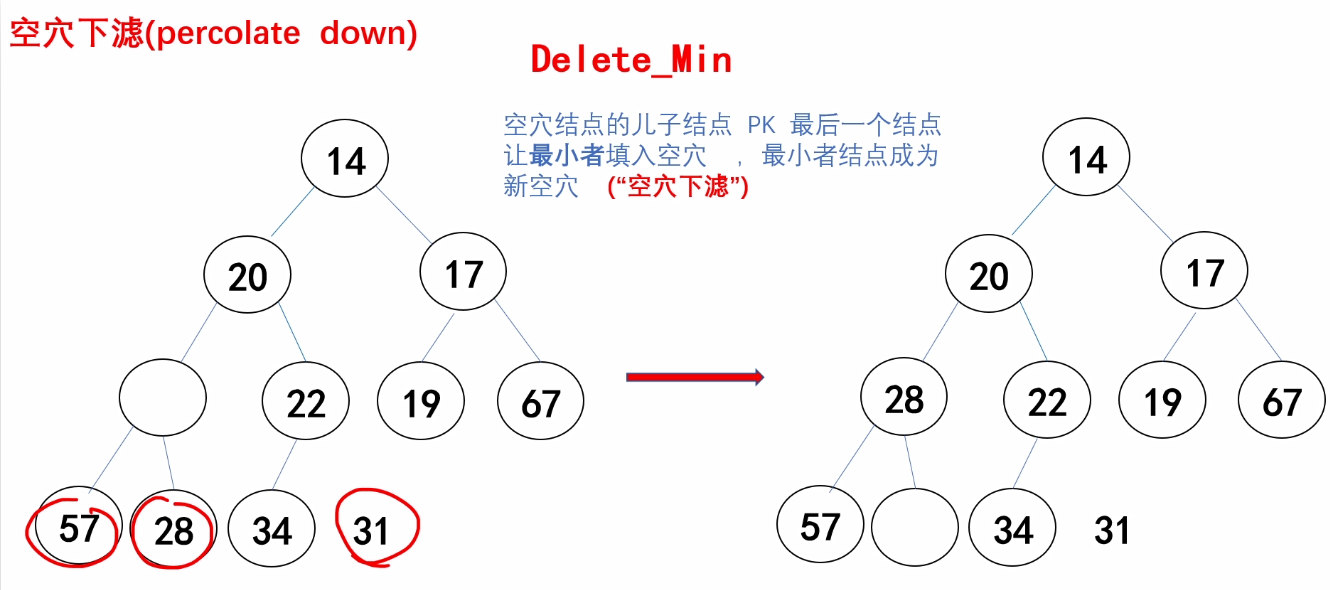 空穴下滤(percolate down)
Delete_Min
空穴结点的儿子结点 PK 最后一个结点
让最小者填入空穴 ，最小者结点成为
新空穴 (“空穴下滤”)
14
20 17
22 19 67
57 28 34 31
14
20 17
28 22 19 67
57 34 31